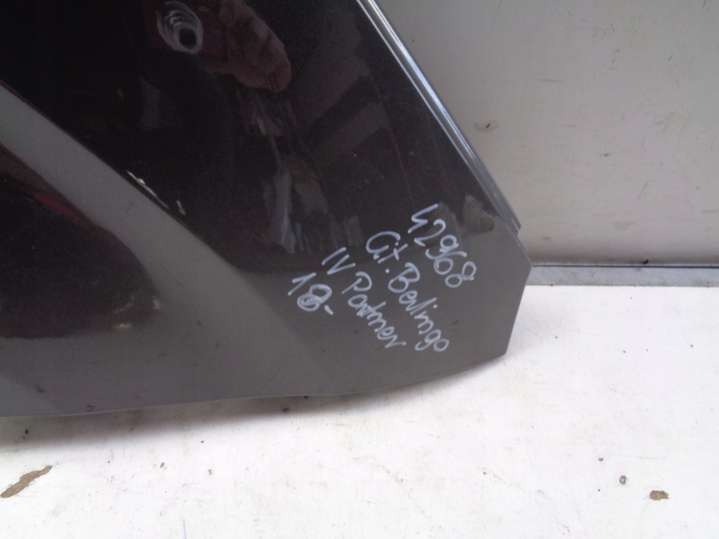 42968
Cit. Berlingo
IV Partner
18-